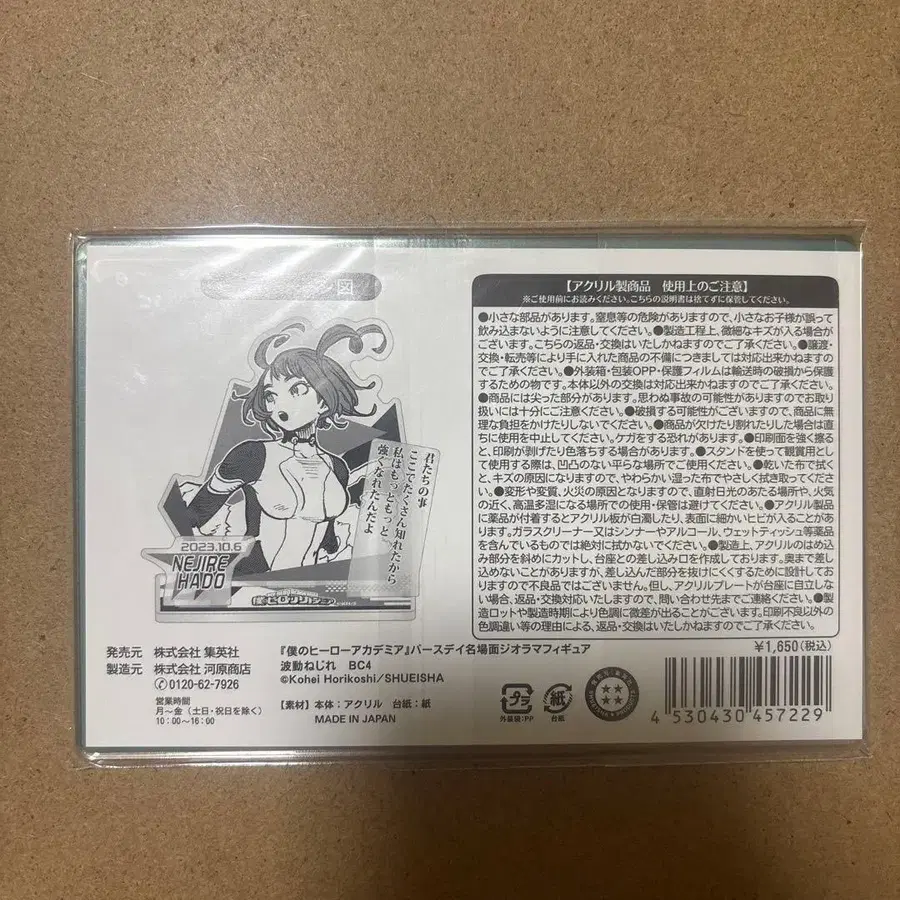 図
君たちの事
ここでたくさん知れたから
私はもっともっと、
強くなれたんだよ
2023.10.6
NEJIRE
HADO
【アクリル製商品 使用上のご注意】
※ご使用前にお読みください。こちらの説明書は捨てずに保管してください。
●小さな部品があります。窒息等の危険がありますので、小さなお子様が誤って
飲み込まないように注意してください。●製造工程上、微細なキズが入る場合が
ございます。こちらの返品・交換はいたしかねますのでご了承ください。●譲渡・
交換・転売等により手に入れた商品の不備につきましては対応出来かねますの
でご了承ください。●外装箱・包装OPP・保護フィルムは輸送時の破損から保護
するための物です。本体以外の交換は対応出来かねますのでご了承ください。
●商品には尖った部分があります。思わぬ事故の可能性がありますのでお取り
扱いには十分にご注意ください。●破損する可能性がございますので、商品に無
理な負担をかけたりしないでください。●商品が欠けたり割れたりした場合は直
ちに使用を中止してください。ケガをする恐れがあります。●印刷面を強く擦る
と、印刷が剥げたり色落ちする場合があります。●スタンドを使って観賞用とし
て使用する際は、凹凸のない平らな場所でご使用ください。●乾いた布で拭く
と、キズの原因になりますので、やわらかい湿った布でやさしく拭き取ってくださ
い。●変形や変質、火災の原因となりますので、直射日光のあたる場所や、火気
の近く、高温多湿になる場所での使用・保管は避けてください。●アクリル製品
に薬品が付着するとアクリル板が白濁したり、表面に細かいヒビが入ることがあ
ります。ガラスクリーナー又はシンナーやアルコール、ウェットティッシュ等薬品
を含んでいるものでは絶対に拭かないでください。●製造上、アクリルのはめ込
み部分を斜めにカットし、台座との差し込み口を作成しております。奥まで差し
込めないことがありますが、差し込んだ部分を抜けにくくするために設計してお
りますので不良品ではございません。但し、アクリルプレートが台座に自立しな
い場合、返品・交換対応いたしますので、問い合わせ先までご連絡ください。●製
造ロットや製造時期により色調に微差が出ることがございます。印刷不良以外の
色調違い等の理由による、返品・交換はいたしかねますのでご了承ください。
¥1,650(税込)
発売元 株式会社 集英社
製造元 株式会社 河原商店
0120-62-7926
営業時間
月〜金(土日・祝日を除く)
10:00〜16:00
『僕のヒーローアカデミア』バースデイ名場面ジオラマフィギュア
波動ねじれ BC4
©Kohei Horikoshi/SHUEISHA
【素材】本体:アクリル 台紙:紙
MADE IN JAPAN
プラ
外装袋:PP
紙
台紙
4 530430 457229